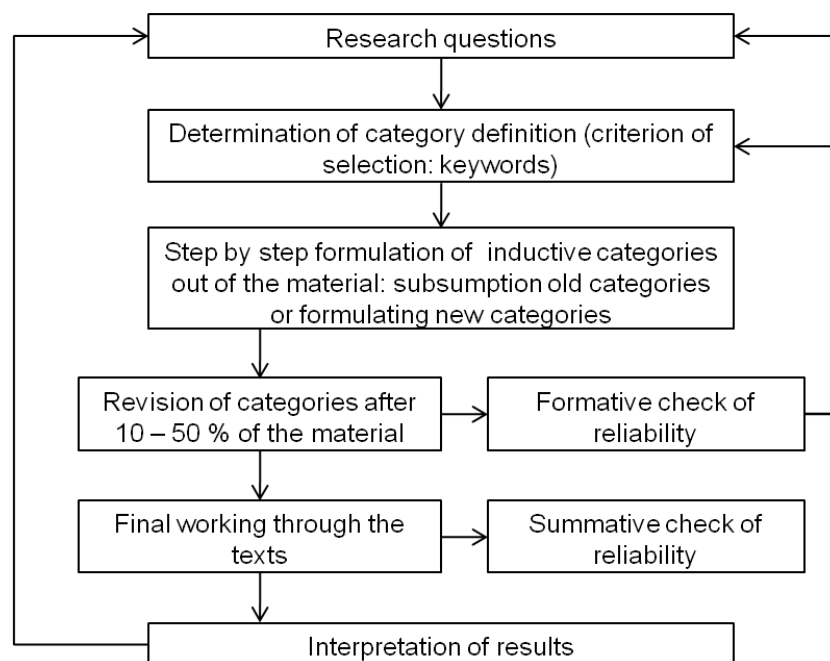 Research questions
Determination of category definition (criterion of
selection: keywords)
Step by step formulation of inductive categories
out of the material: subsumption old categories
or formulating new categories
Revision of categories after
10 – 50 % of the material
Formative check of
reliability
Final working through the
texts
Summative check of
reliability
Interpretation of results